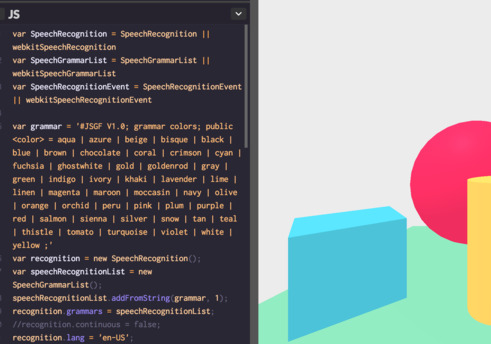 JS
var SpeechRecognition = SpeechRecognition ||
webkitSpeechRecognition
var SpeechGrammarList = SpeechGrammarList ||
webkitSpeechGrammarList
var SpeechRecognitionEvent = SpeechRecognitionEvent
|| webkitSpeechRecognitionEvent
var grammar = '#JSGF V1.0; grammar colors; public
<color> = aqua | azure | beige | bisque | black |
blue | brown | chocolate | coral | crimson | cyan |
fuchsia | ghostwhite | gold | goldenrod | gray |
green | indigo | ivory | khaki | lavender | lime |
linen | magenta | maroon | moccasin | navy | olive
| orange | orchid | peru | pink | plum | purple |
red | salmon | sienna | silver | snow | tan | teal
| thistle | tomato | turquoise | violet | white |
yellow ;'
var recognition = new SpeechRecognition();
var speechRecognitionList = new
SpeechGrammarList();
speechRecognitionList.addFromString(grammar, 1);
recognition.grammars = speechRecognitionList;
//recognition.continuous = false;
recognition.lang = 'en-US';